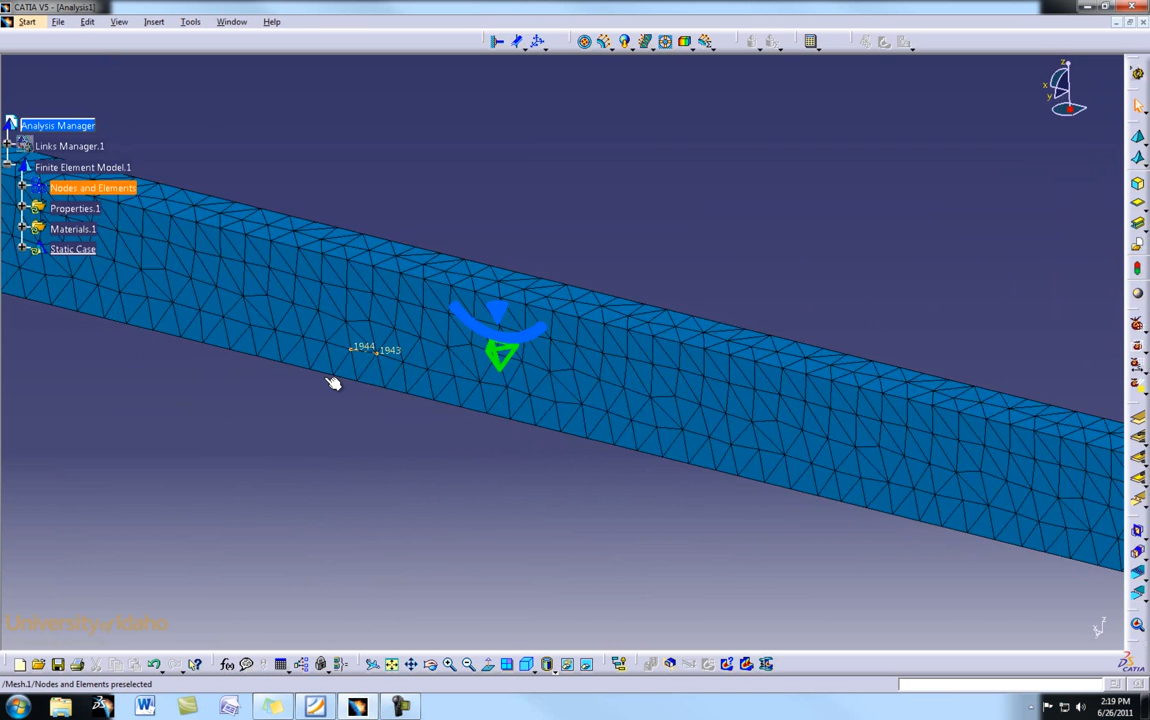 CATIA V5 - [Analysis1]
Start File Edit View Insert Tools Window Help
z
x
y
Analysis Manager
Links Manager.1
Finite Element Model.1
Nodes and Elements
Properties.1
Materials.1
Static Case
1944 1943
University of Idaho
z
x
f(x)
CATIA
/Mesh.1/Nodes and Elements preselected
2:19 PM
6/26/2011